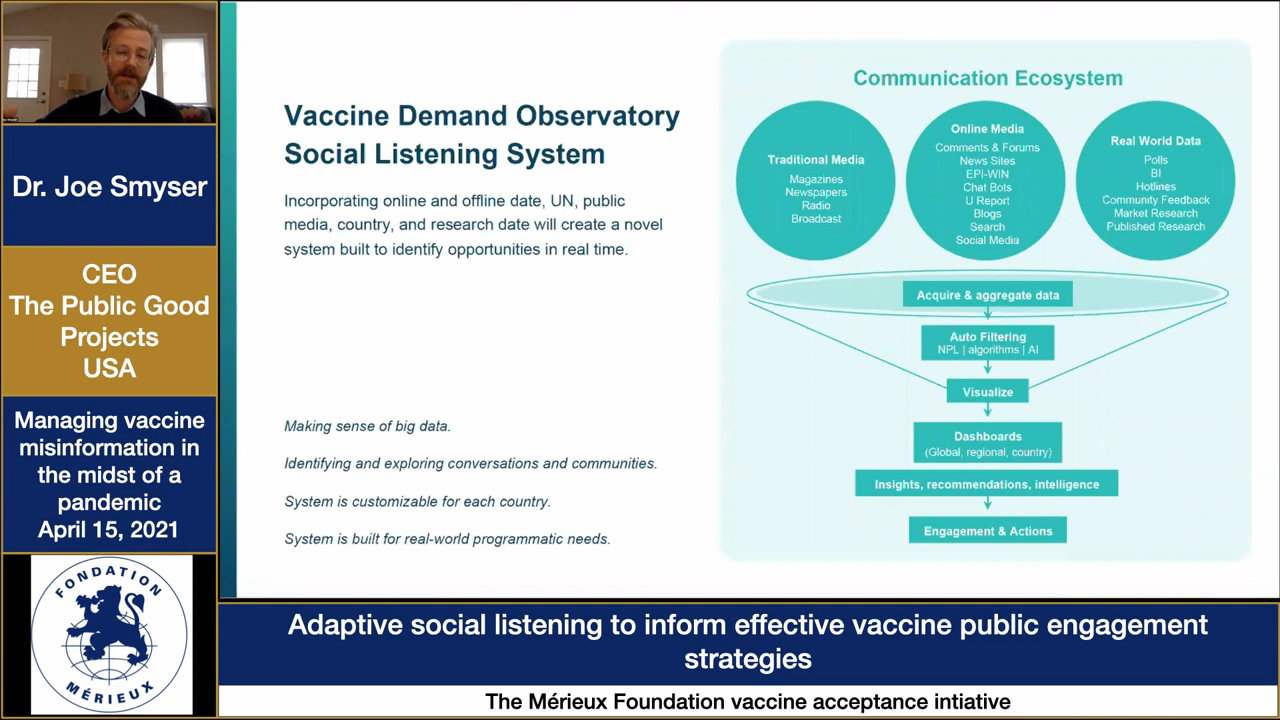 Dr. Joe Smyser
CEO
The Public Good
Projects
USA
Managing vaccine
misinformation in
the midst of a
pandemic
April 15, 2021
FONDATION
MÉRIEUX
Vaccine Demand Observatory
Social Listening System
Incorporating online and offline date, UN, public
media, country, and research date will create a novel
system built to identify opportunities in real time.
Making sense of big data.
Identifying and exploring conversations and communities.
System is customizable for each country.
System is built for real-world programmatic needs.
Communication Ecosystem
Traditional Media
Magazines
Newspapers
Radio
Broadcast
Online Media
Comments & Forums
News Sites
EPI-WIN
Chat Bots
U Report
Blogs
Search
Social Media
Real World Data
Polls
BI
Hotlines
Community Feedback
Market Research
Published Research
Acquire & aggregate data
Auto Filtering
NPL | algorithms | AI
Visualize
Dashboards
(Global, regional, country)
Insights, recommendations, intelligence
Engagement & Actions
Adaptive social listening to inform effective vaccine public engagement
strategies
The Mérieux Foundation vaccine acceptance intiative